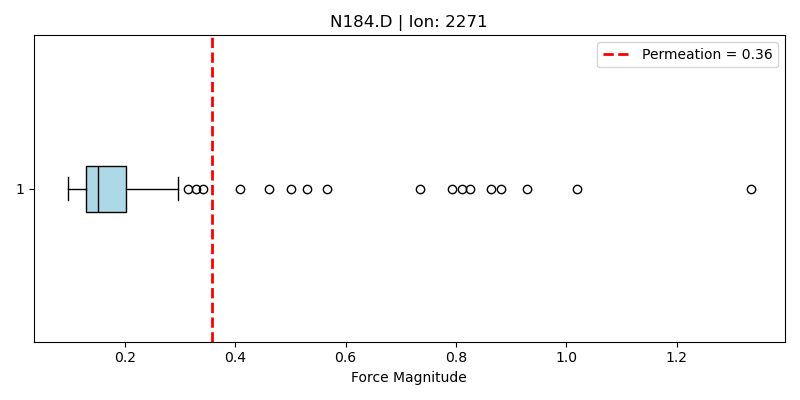 N184.D | Ion: 2271
Permeation = 0.36
1
0.2 0.4 0.6 0.8 1.0 1.2
Force Magnitude